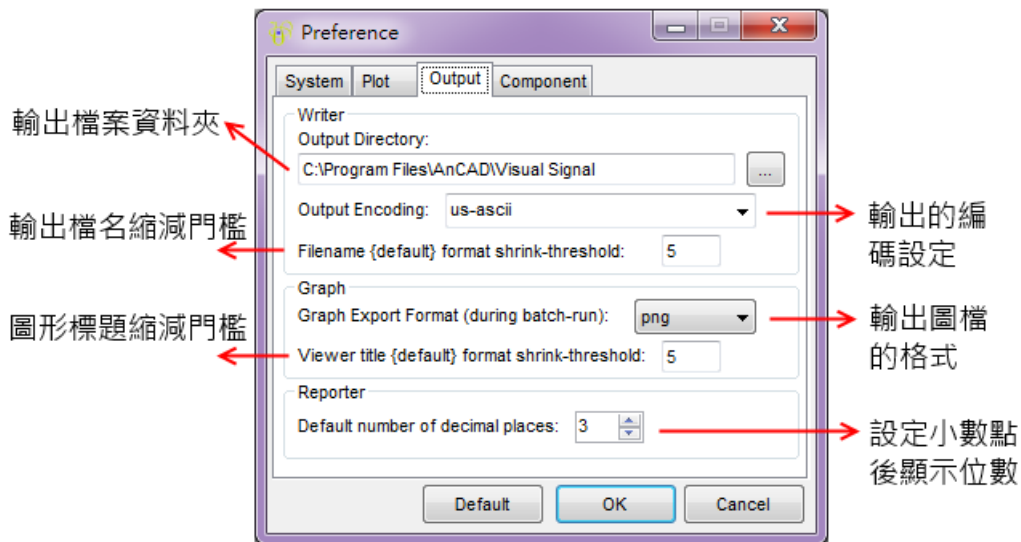 Preference
System
Plot
Output
Component
Writer
Output Directory:
C:\Program Files\AnCAD\Visual Signal
...
Output Encoding:
us-ascii
Filename {default} format shrink-threshold:
5
Graph
Graph Export Format (during batch-run):
png
Viewer title {default} format shrink-threshold:
5
Reporter
Default number of decimal places:
3
Default
OK
Cancel
輸出檔案資料夾
輸出檔名縮減門檻
圖形標題縮減門檻
輸出的編
碼設定
輸出圖檔
的格式
設定小數點
後顯示位數